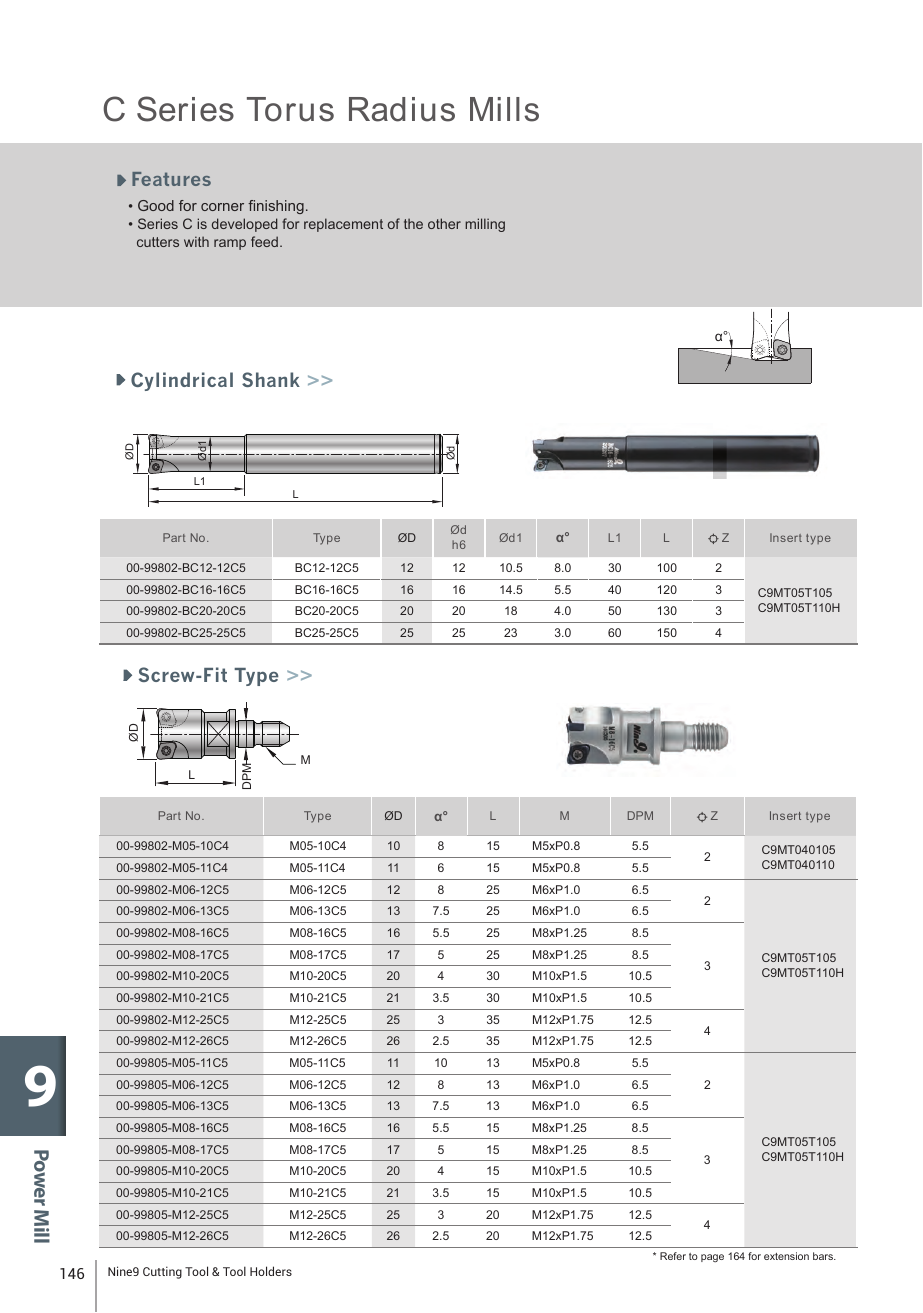 C Series Torus Radius Mills
Features
• Good for corner finishing.
• Series C is developed for replacement of the other milling
cutters with ramp feed.
α°
Cylindrical Shank >>
ØD Ød1 Ød
L1
L
Part No. Type ØD Ød h6 Ød1 α° L1 L Z Insert type
00-99802-BC12-12C5 BC12-12C5 12 12 10.5 8.0 30 100 2
00-99802-BC16-16C5 BC16-16C5 16 16 14.5 5.5 40 120 3
C9MT05T105
00-99802-BC20-20C5 BC20-20C5 20 20 18 4.0 50 130 3
C9MT05T110H
00-99802-BC25-25C5 BC25-25C5 25 25 23 3.0 60 150 4
Screw-Fit Type >>
ØD
L
DPM
M
Nine9
Part No. Type ØD α° L M DPM Z Insert type
00-99802-M05-10C4 M05-10C4 10 8 15 M5xP0.8 5.5
2
C9MT040105
C9MT040110
00-99802-M05-11C4 M05-11C4 11 6 15 M5xP0.8 5.5
00-99802-M06-12C5 M06-12C5 12 8 25 M6xP1.0 6.5
2
00-99802-M06-13C5 M06-13C5 13 7.5 25 M6xP1.0 6.5
00-99802-M08-16C5 M08-16C5 16 5.5 25 M8xP1.25 8.5
00-99802-M08-17C5 M08-17C5 17 5 25 M8xP1.25 8.5
3
C9MT05T105
C9MT05T110H
00-99802-M10-20C5 M10-20C5 20 4 30 M10xP1.5 10.5
00-99802-M10-21C5 M10-21C5 21 3.5 30 M10xP1.5 10.5
00-99802-M12-25C5 M12-25C5 25 3 35 M12xP1.75 12.5
4
00-99802-M12-26C5 M12-26C5 26 2.5 35 M12xP1.75 12.5
00-99805-M05-11C5 M05-11C5 11 10 13 M5xP0.8 5.5
00-99805-M06-12C5 M06-12C5 12 8 13 M6xP1.0 6.5 2
00-99805-M06-13C5 M06-13C5 13 7.5 13 M6xP1.0 6.5
00-99805-M08-16C5 M08-16C5 16 5.5 15 M8xP1.25 8.5
00-99805-M08-17C5 M08-17C5 17 5 15 M8xP1.25 8.5
3
C9MT05T105
C9MT05T110H
00-99805-M10-20C5 M10-20C5 20 4 15 M10xP1.5 10.5
00-99805-M10-21C5 M10-21C5 21 3.5 15 M10xP1.5 10.5
00-99805-M12-25C5 M12-25C5 25 3 20 M12xP1.75 12.5
4
00-99805-M12-26C5 M12-26C5 26 2.5 20 M12xP1.75 12.5
* Refer to page 164 for extension bars.
9
Power Mill
146 Nine9 Cutting Tool & Tool Holders